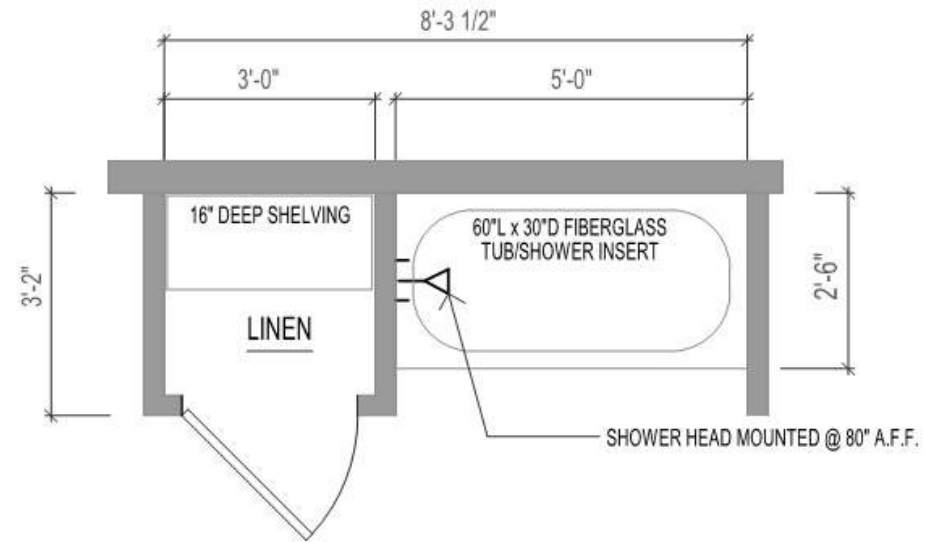 8'-3 1/2"
3'-0"
5'-0"
16" DEEP SHELVING
60"L x 30"D FIBERGLASS
TUB/SHOWER INSERT
3'-2"
2'-6"
LINEN
SHOWER HEAD MOUNTED @ 80" A.F.F.